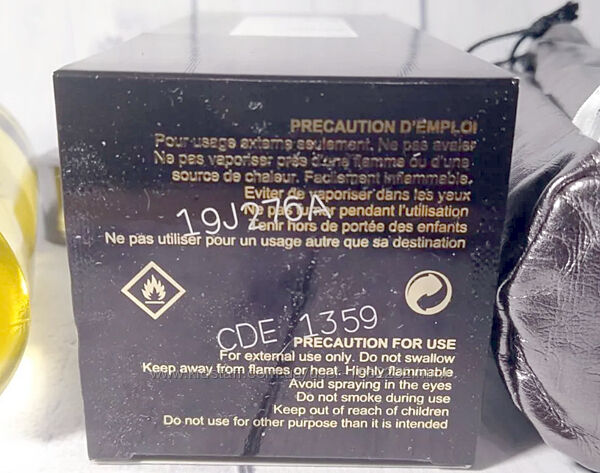 PRECAUTION D'EMPLOI
Pour usage externe seulement. Ne pas avaler
Ne pas vaporiser près d'une flamme ou d'une
source de chaleur. Facilement inflammable.
Eviter de vaporiser dans les yeux
Ne pas fumer pendant l'utilisation
19J276A
Tenir hors de portée des enfants
Ne pas utiliser pour un usage autre que sa destination
CDE 1359
PRECAUTION FOR USE
For external use only. Do not swallow
Keep away from flames or heat. Highly flammable.
Avoid spraying in the eyes
Do not smoke during use
Keep out of reach of children
Do not use for other purpose than it is intended